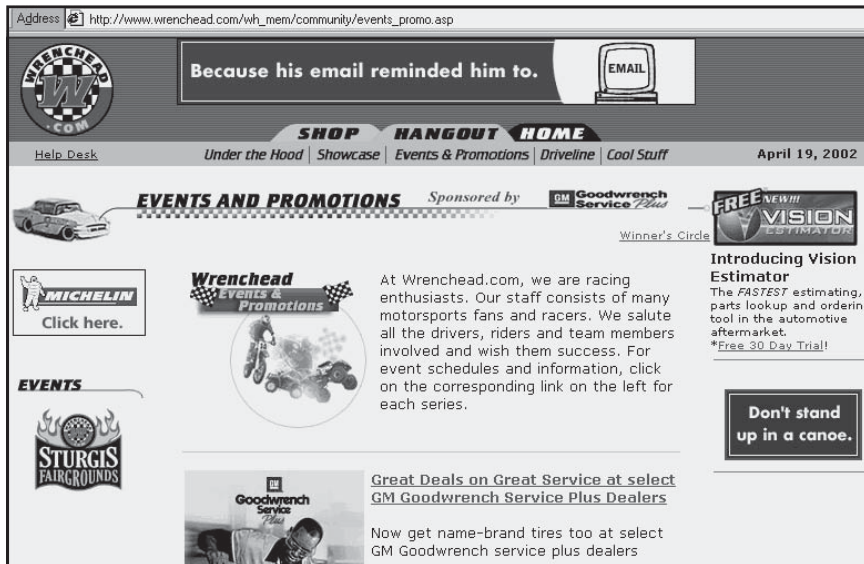 Address http://www.wrenchead.com/wh_mem/community/events_promo.asp
WRENCHEAD
W
.COM
Because his email reminded him to.
EMAIL
SHOP HANGOUT HOME
Help Desk
Under the Hood | Showcase | Events & Promotions | Driveline | Cool Stuff
April 19, 2002
EVENTS AND PROMOTIONS Sponsored by GM Goodwrench
Service Plus
Winner's Circle
FREE NEW!!!
VISION
ESTIMATOR
Introducing Vision
Estimator
The FASTEST estimating,
parts lookup and orderin
tool in the automotive
aftermarket.
*Free 30 Day Trial!
MICHELIN
Click here.
Wrenchead
Events &
Promotions
At Wrenchead.com, we are racing
enthusiasts. Our staff consists of many
motorsports fans and racers. We salute
all the drivers, riders and team members
involved and wish them success. For
event schedules and information, click
on the corresponding link on the left for
each series.
EVENTS
STURGIS
FAIRGROUNDS
Don't stand
up in a canoe.
GM
Goodwrench
Service
Plus
Great Deals on Great Service at select
GM Goodwrench Service Plus Dealers
Now get name-brand tires too at select
GM Goodwrench service plus dealers